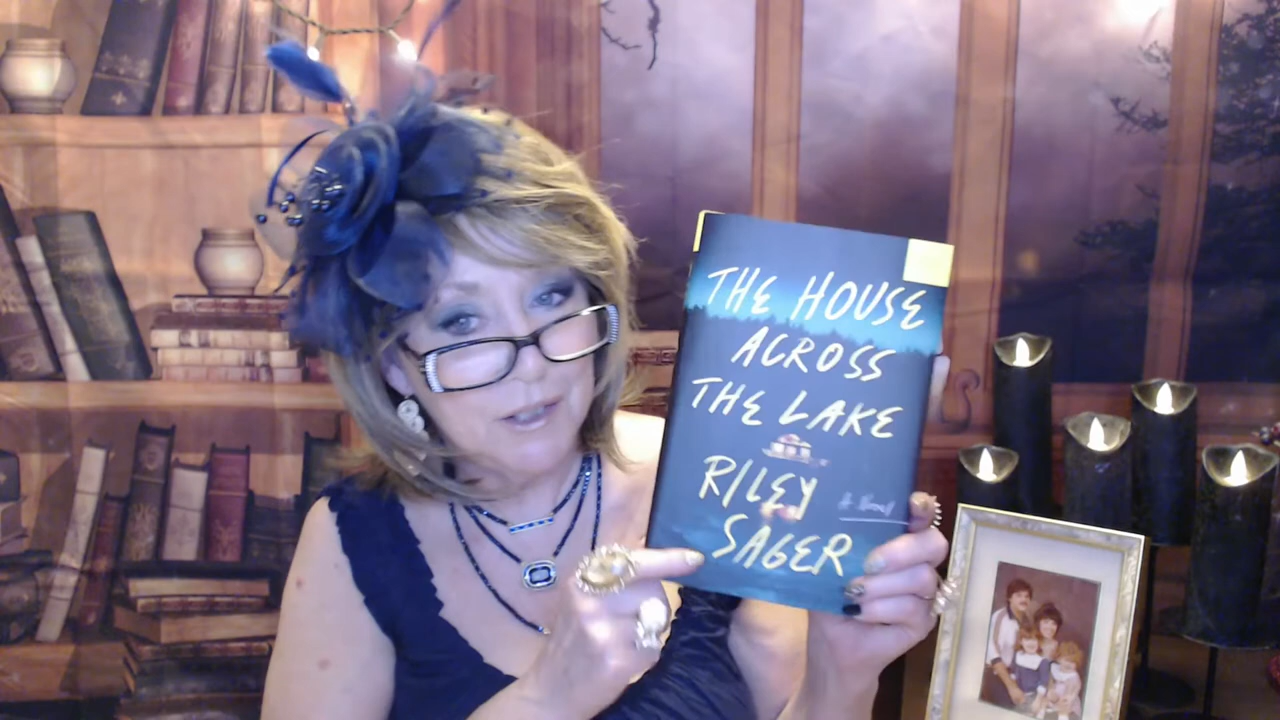 THE HOUSE
ACROSS
THE LAKE
RILEY
A Novel
SAGER